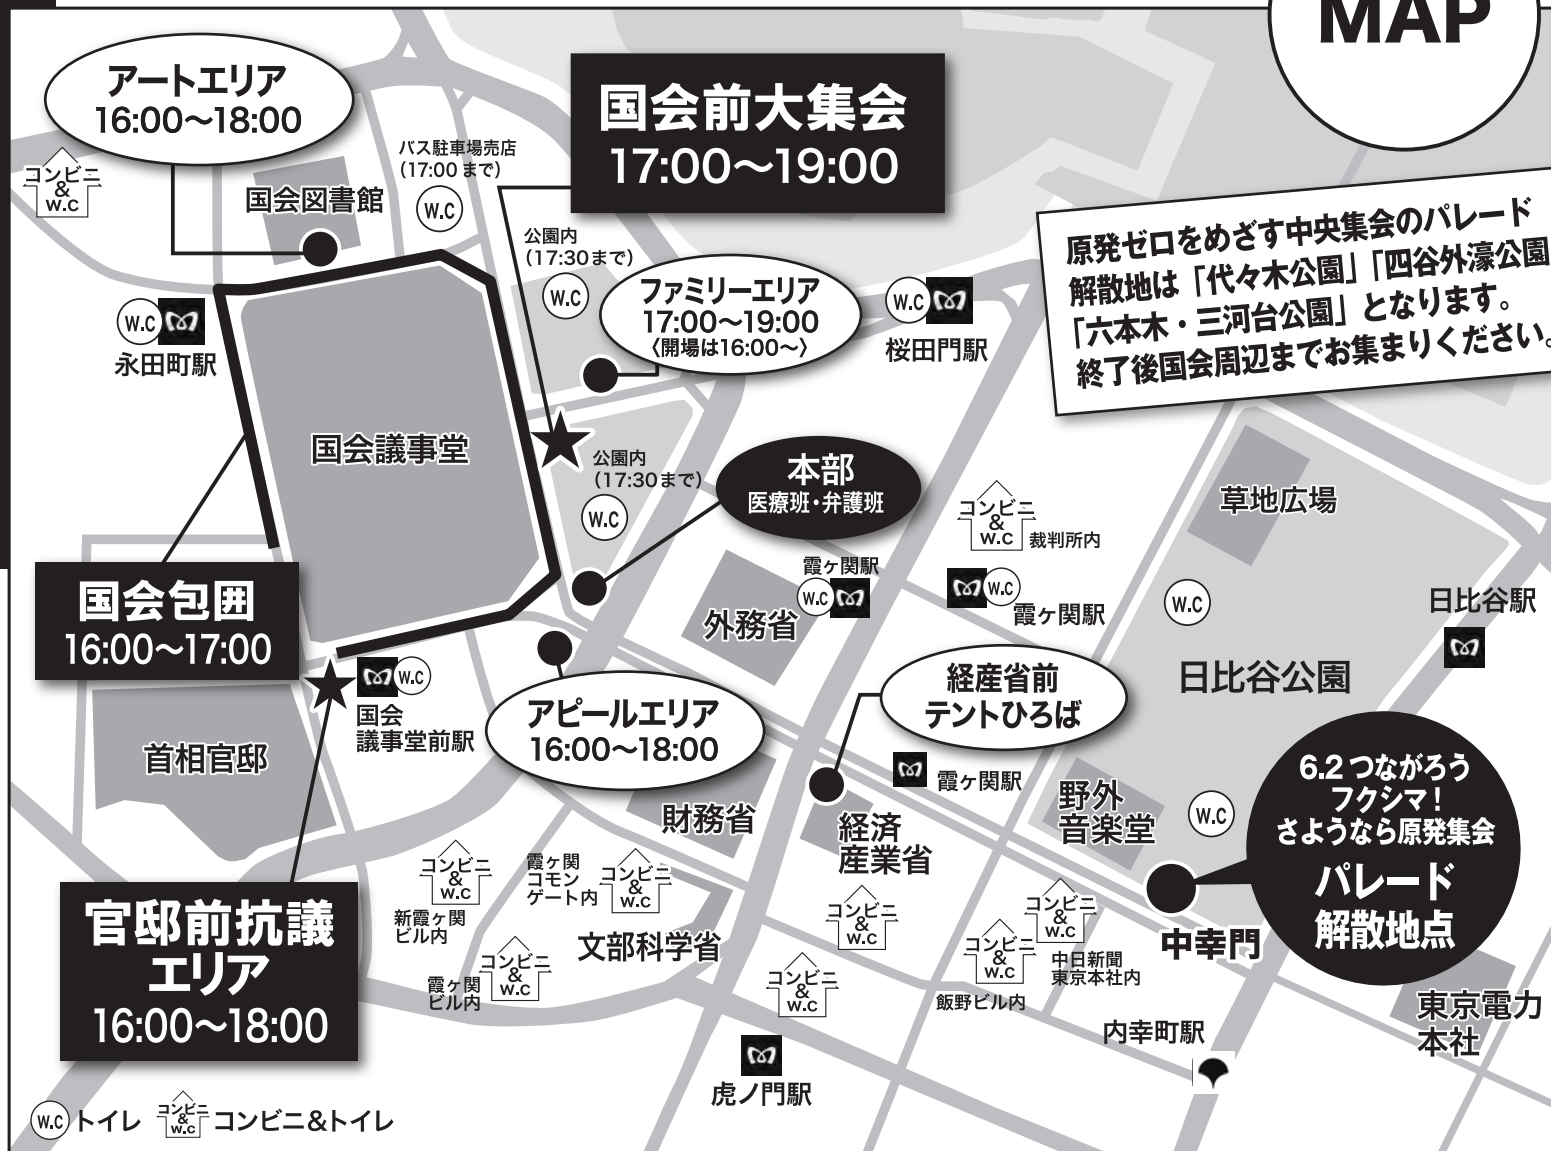 MAP
アートエリア
16:00〜18:00
国会前大集会
17:00〜19:00
バス駐車場売店
(17:00まで)
W.C
コンビニ
&
W.C
国会図書館
公園内
(17:30まで)
W.C
ファミリーエリア
17:00〜19:00
〈開場は16:00〜〉
W.C
桜田門駅
原発ゼロをめざす中央集会のパレード
解散地は「代々木公園」「四谷外濠公園
「六本木・三河台公園」となります。
終了後国会周辺までお集まりください。
W.C
永田町駅
国会議事堂
公園内
(17:30まで)
W.C
本部
医療班・弁護班
コンビニ
&
W.C
裁判所内
草地広場
国会包囲
16:00〜17:00
霞ヶ関駅
W.C
外務省
W.C
霞ヶ関駅
W.C
日比谷駅
日比谷公園
W.C
国会
議事堂前駅
首相官邸
アピールエリア
16:00〜18:00
経産省前
テントひろば
霞ヶ関駅
財務省
経済
産業省
野外
音楽堂
W.C
6.2つながろう
フクシマ!
さようなら原発集会
パレード
解散地点
中幸門
官邸前抗議
エリア
16:00〜18:00
コンビニ
&
W.C
新霞ヶ関
ビル内
霞ヶ関
コモン
ゲート内
コンビニ
&
W.C
文部科学省
霞ヶ関
ビル内
コンビニ
&
W.C
コンビニ
&
W.C
コンビニ
&
W.C
コンビニ
&
W.C
飯野ビル内
コンビニ
&
W.C
中日新聞
東京本社内
東京電力
本社
内幸町駅
虎ノ門駅
W.C トイレ
コンビニ
&
W.C
コンビニ&トイレ